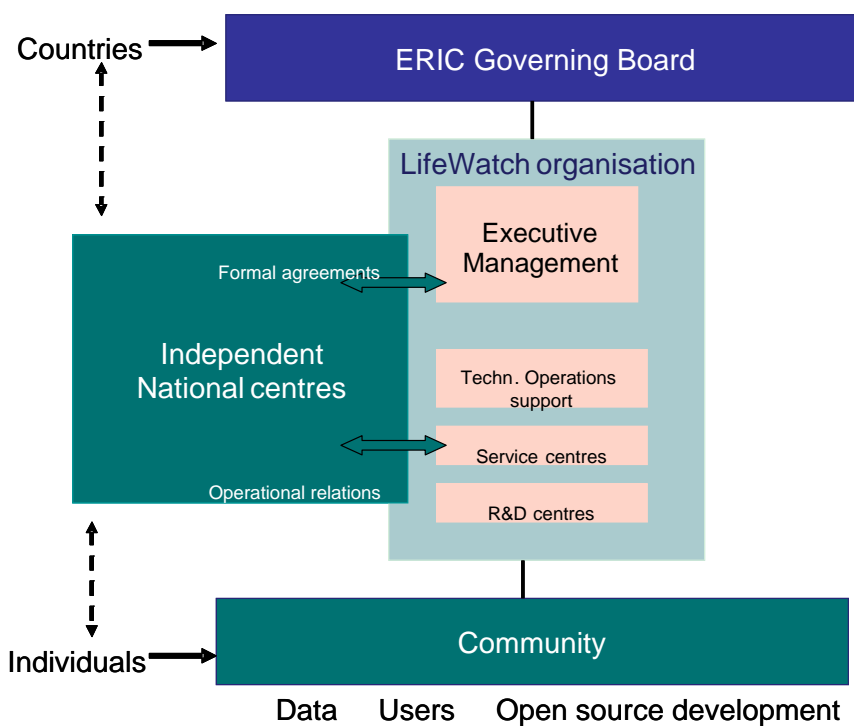 Countries
ERIC Governing Board
LifeWatch organisation
Executive
Management
Formal agreements
Independent
National centres
Techn. Operations
support
Service centres
Operational relations
R&D centres
Community
Individuals
Data Users Open source development